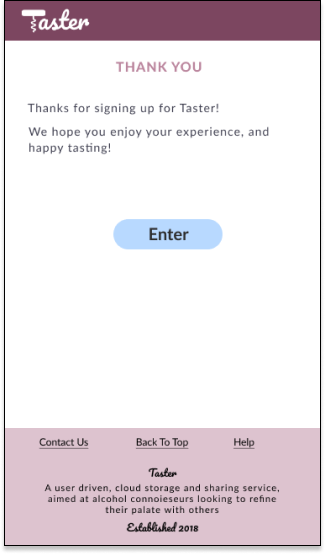 Taster
THANK YOU
Thanks for signing up for Taster!
We hope you enjoy your experience, and
happy tasting!
Enter
Contact Us Back To Top Help
Taster
A user driven, cloud storage and sharing service,
aimed at alcohol connoieseurs looking to refine
their palate with others
Established 2018